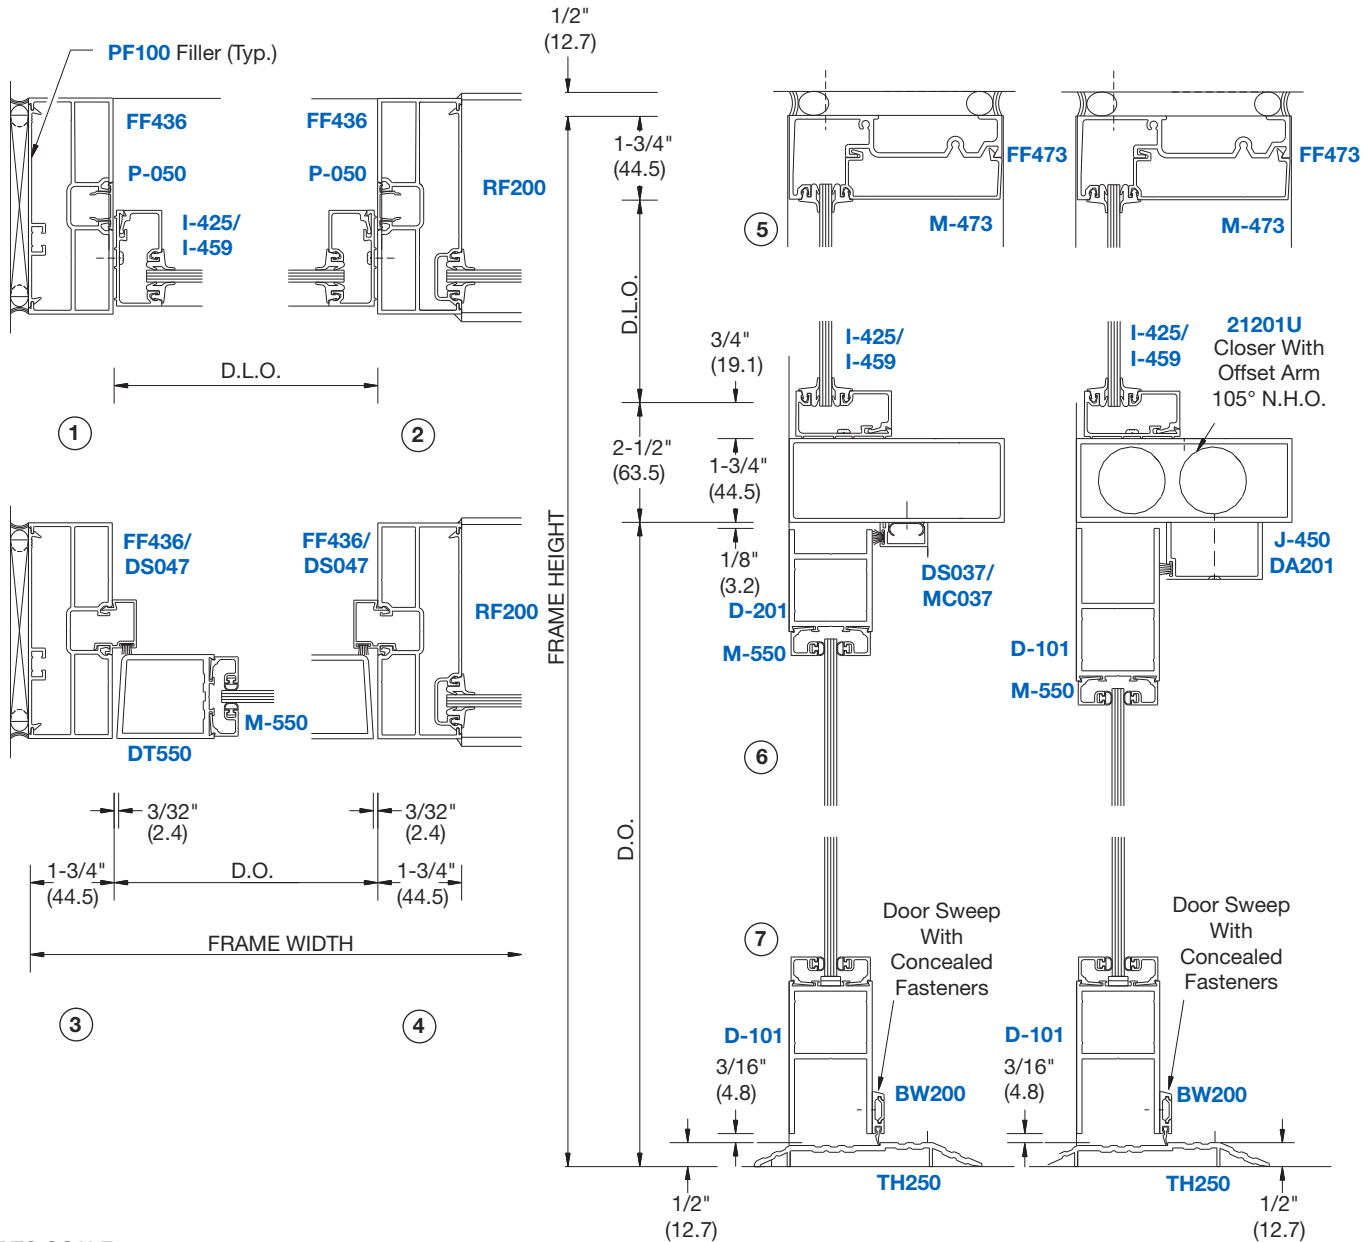 1/2"
(12.7)
PF100 Filler (Typ.)
FF436
P-050
I-425/
I-459
FF436
P-050
RF200
1-3/4"
(44.5)
FF473
M-473
FF473
M-473
5
D.L.O.
D.L.O.
1
2
3/4"
(19.1)
I-425/
I-459
I-425/
I-459
21201U
Closer With
Offset Arm
105° N.H.O.
2-1/2"
(63.5)
1-3/4"
(44.5)
FRAME HEIGHT
FF436/
DS047
FF436/
DS047
RF200
1/8"
(3.2)
D-201
M-550
DS037/
MC037
J-450
DA201
D-101
M-550
M-550
DT550
6
3/32"
(2.4)
3/32"
(2.4)
1-3/4"
(44.5)
D.O.
1-3/4"
(44.5)
D.O.
FRAME WIDTH
3
4
7
Door Sweep
With
Concealed
Fasteners
Door Sweep
With
Concealed
Fasteners
D-101
3/16"
(4.8)
BW200
D-101
3/16"
(4.8)
BW200
TH250
TH250
1/2"
(12.7)
1/2"
(12.7)